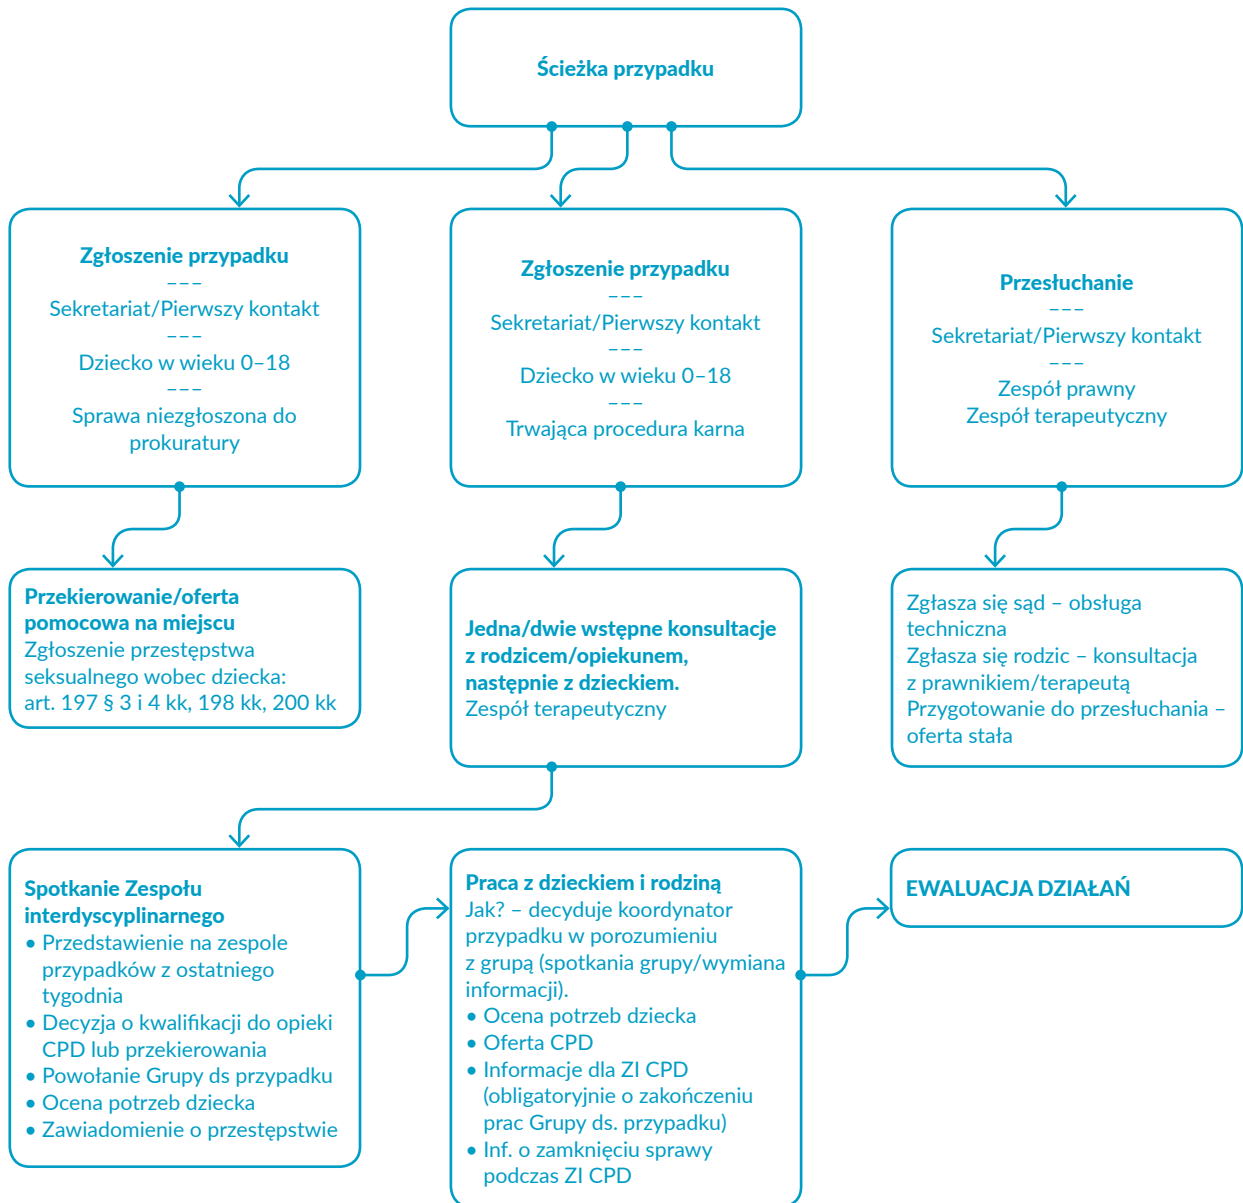 Ścieżka przypadku
Zgłoszenie przypadku
–––
Sekretariat/Pierwszy kontakt
–––
Dziecko w wieku 0–18
–––
Sprawa niezgłoszona do
prokuratury
Zgłoszenie przypadku
–––
Sekretariat/Pierwszy kontakt
–––
Dziecko w wieku 0–18
–––
Trwająca procedura karna
Przesłuchanie
–––
Sekretariat/Pierwszy kontakt
–––
Zespół prawny
Zespół terapeutyczny
Przekierowanie/oferta
pomocowa na miejscu
Zgłoszenie przestępstwa
seksualnego wobec dziecka:
art. 197 § 3 i 4 kk, 198 kk, 200 kk
Jedna/dwie wstępne konsultacje
z rodzicem/opiekunem,
następnie z dzieckiem.
Zespół terapeutyczny
Zgłasza się sąd – obsługa
techniczna
Zgłasza się rodzic – konsultacja
z prawnikiem/terapeutą
Przygotowanie do przesłuchania –
oferta stała
Spotkanie Zespołu
interdyscyplinarnego
• Przedstawienie na zespole
przypadków z ostatniego
tygodnia
• Decyzja o kwalifikacji do opieki
CPD lub przekierowania
• Powołanie Grupy ds przypadku
• Ocena potrzeb dziecka
• Zawiadomienie o przestępstwie
Praca z dzieckiem i rodziną
Jak? – decyduje koordynator
przypadku w porozumieniu
z grupą (spotkania grupy/wymiana
informacji).
• Ocena potrzeb dziecka
• Oferta CPD
• Informacje dla ZI CPD
(obligatoryjnie o zakończeniu
prac Grupy ds. przypadku)
• Inf. o zamknięciu sprawy
podczas ZI CPD
EWALUACJA DZIAŁAŃ